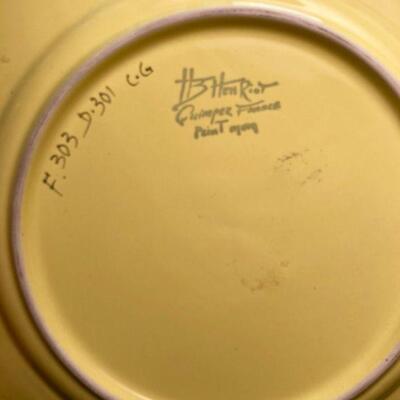 F.303 D.301 C.G
HB HenRiot
Quimper France
peint main